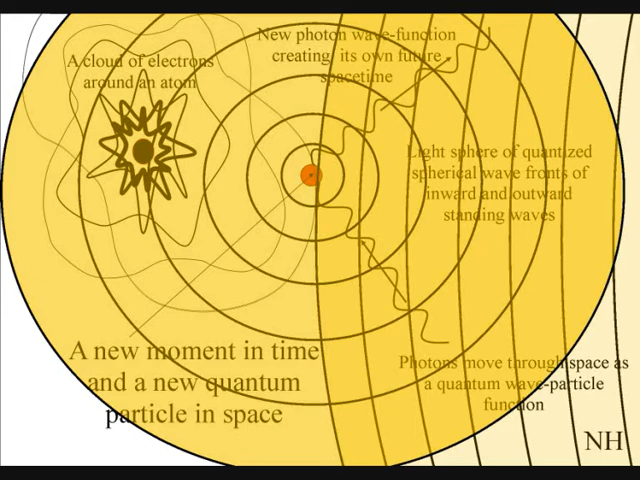 A cloud of electrons
around an atom
New photon wave-function
creating, its own future
spacetime
Light sphere of quantized
spherical wave fronts of
inward and outward
standing waves
A new moment in time
and a new quantum
particle in space
Photons move through space as
a quantum wave-particle
function
NH